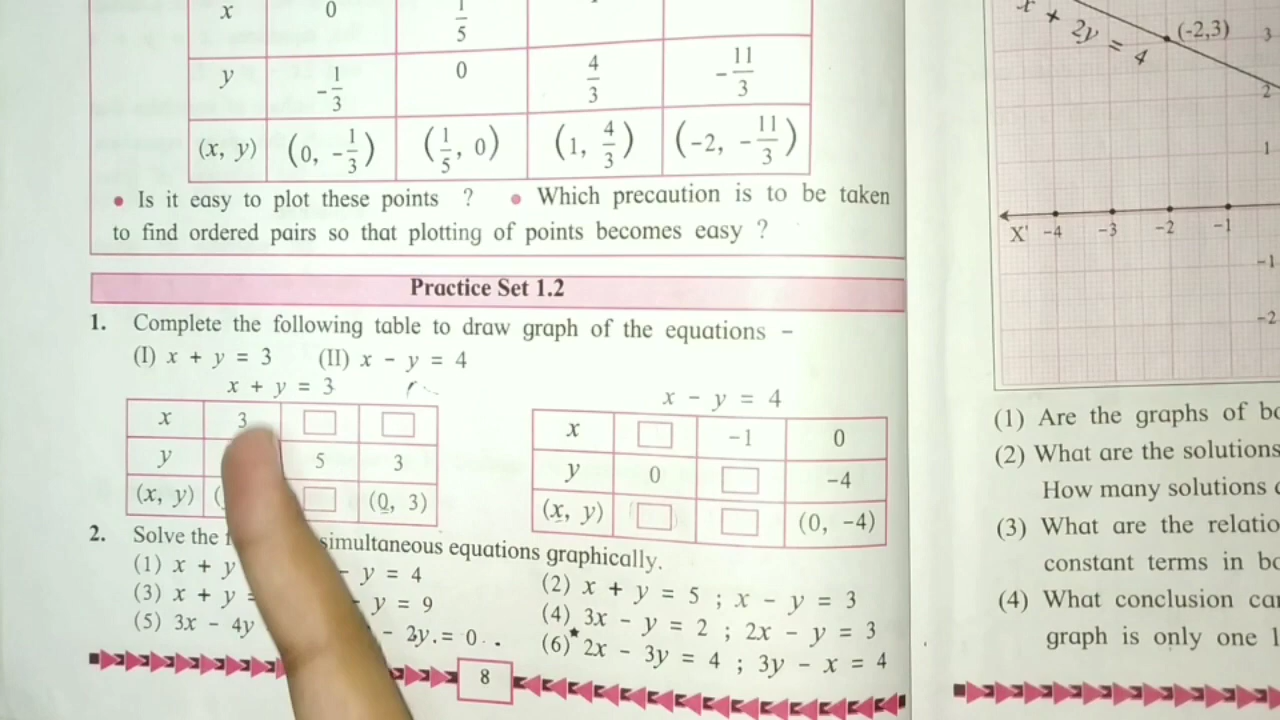 x 0 1/5
y -1/3 0 4/3 -11/3
(x, y) (0, -1/3) (1/5, 0) (1, 4/3) (-2, -11/3)
• Is it easy to plot these points ? • Which precaution is to be taken
to find ordered pairs so that plotting of points becomes easy ?
Practice Set 1.2
1. Complete the following table to draw graph of the equations -
(I) x + y = 3 (II) x - y = 4
x + y = 3
x 3 □ □
y 5 3
(x, y) ( □ (0, 3)
x - y = 4
x □ -1 0
y 0 □ -4
(x, y) □ □ (0, -4)
2. Solve the simultaneous equations graphically.
(1) x + y - y = 4
(2) x + y = 5 ; x - y = 3
(3) x + y = y = 9
(4) 3x - y = 2 ; 2x - y = 3
(5) 3x - 4y - 2y = 0
(6)* 2x - 3y = 4 ; 3y - x = 4
8
x + 2y = 4
(-2,3)
3
2
1
X' -4 -3 -2 -1
-1
-2
(1) Are the graphs of
(2) What are the solutions
How many solutions
(3) What are the
constant terms in
(4) What conclusion
graph is only one